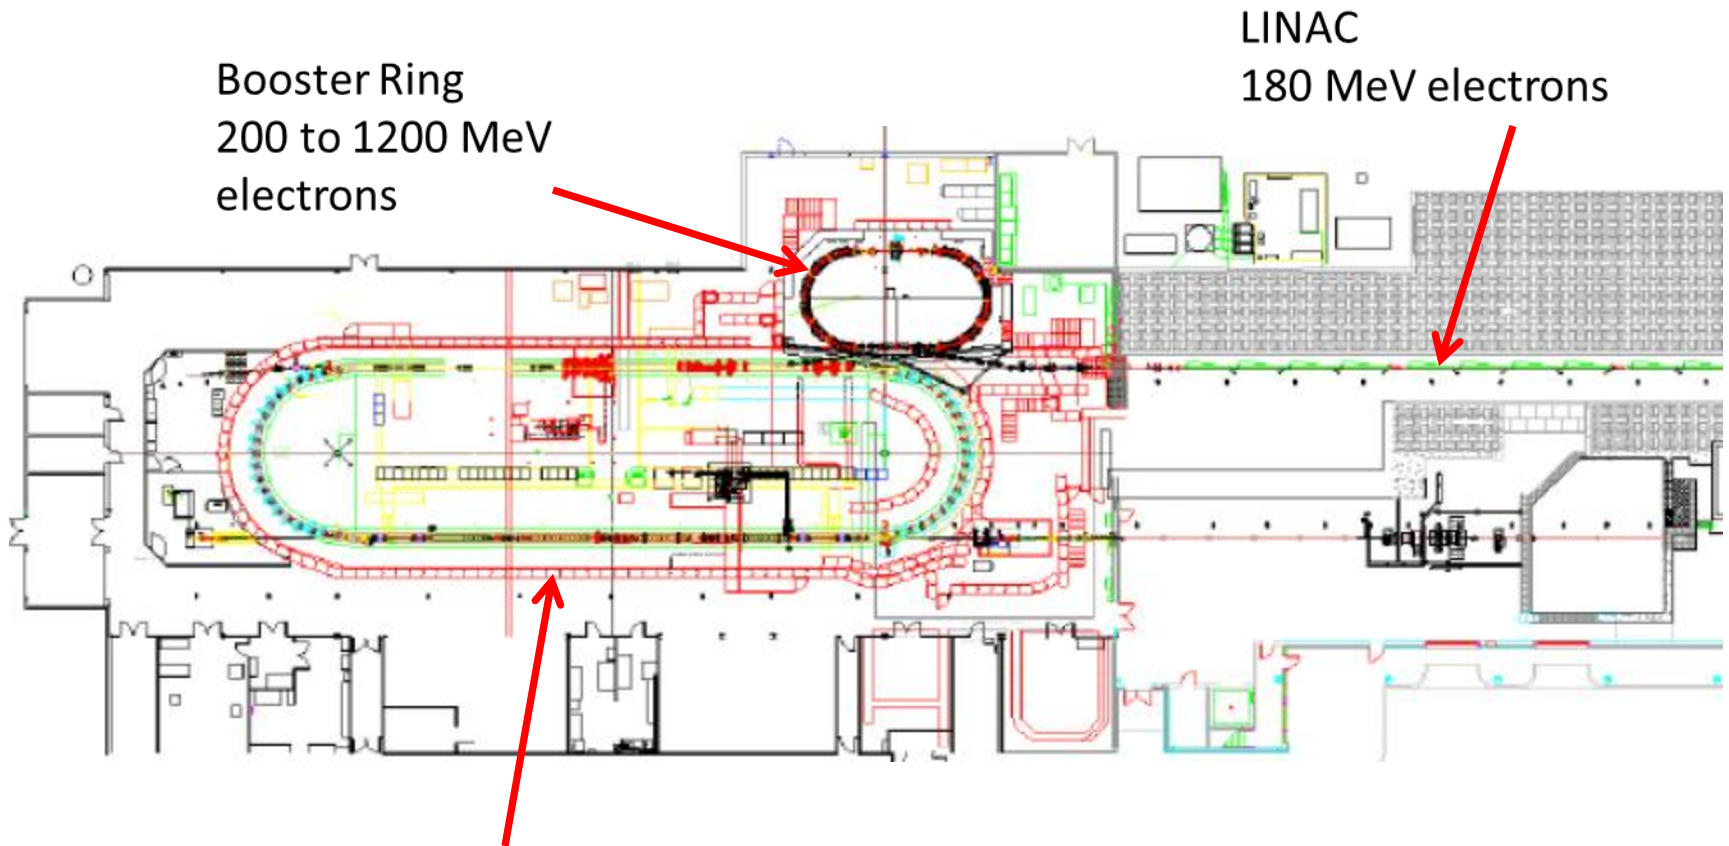 Booster Ring
200 to 1200 MeV
electrons
LINAC
180 MeV electrons